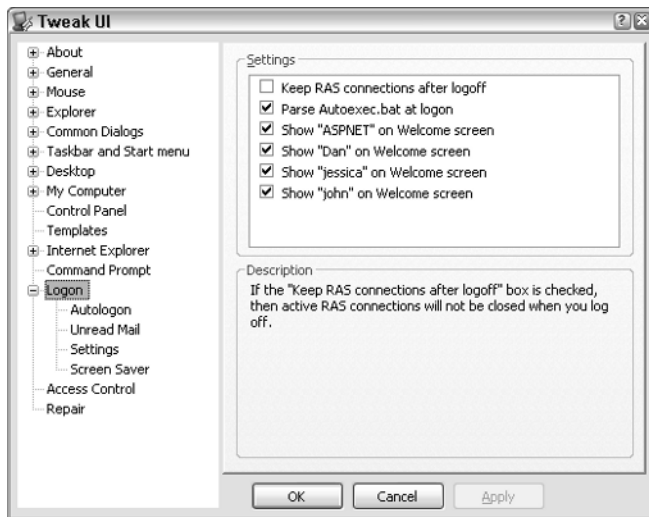 Tweak UI
About
General
Mouse
Explorer
Common Dialogs
Taskbar and Start menu
Desktop
My Computer
Control Panel
Templates
Internet Explorer
Command Prompt
Logon
Autologon
Unread Mail
Settings
Screen Saver
Access Control
Repair
Settings
Keep RAS connections after logoff
Parse Autoexec.bat at logon
Show "ASPNET" on Welcome screen
Show "Dan" on Welcome screen
Show "jessica" on Welcome screen
Show "john" on Welcome screen
Description
If the "Keep RAS connections after logoff" box is checked,
then active RAS connections will not be closed when you log
off.
OK
Cancel
Apply